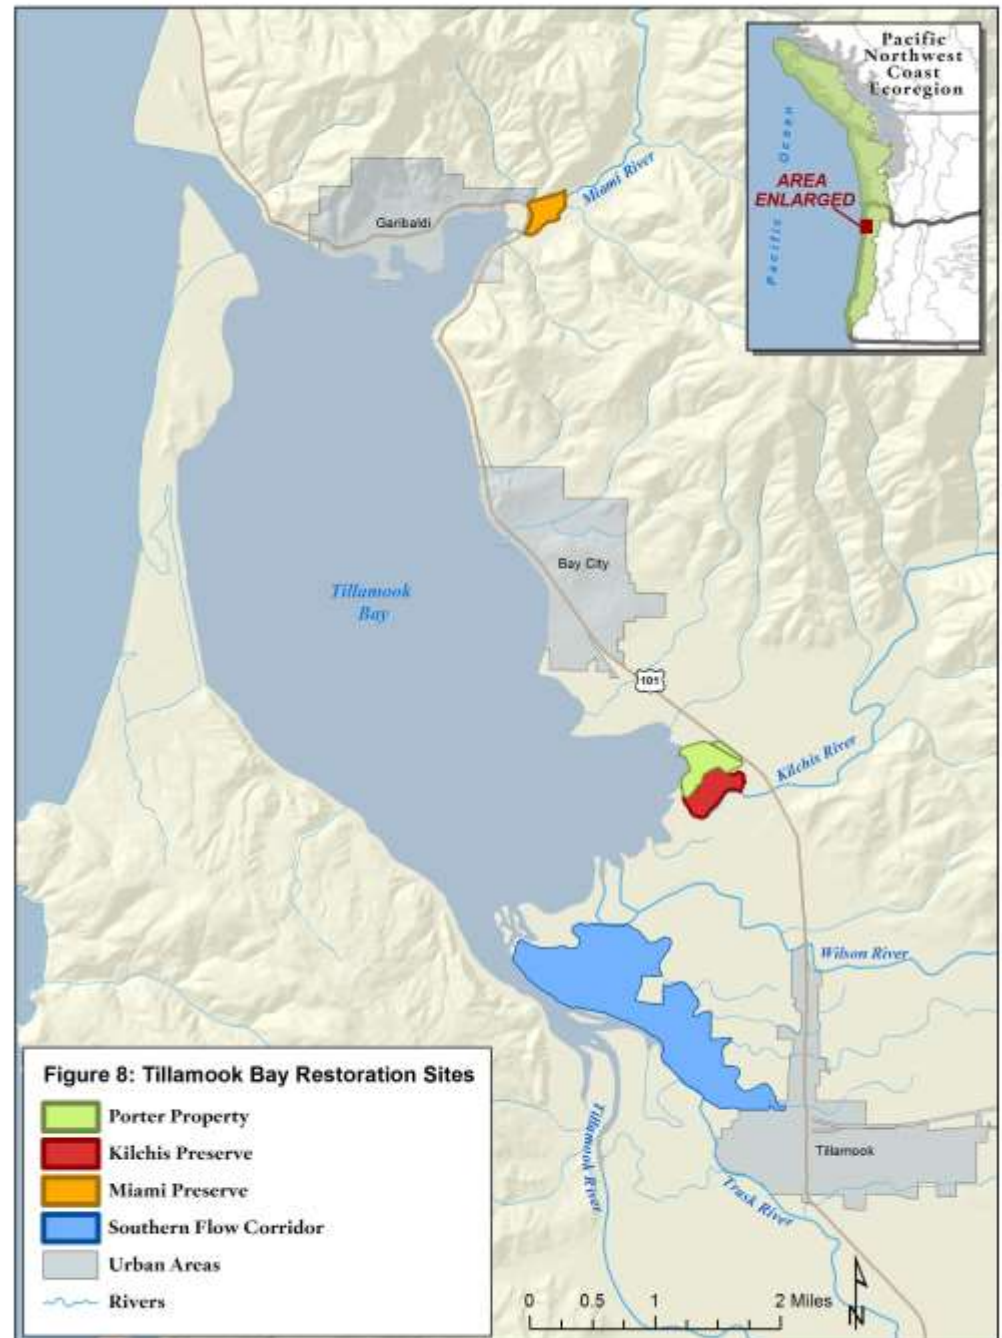 Pacific
Northwest
Coast
Ecoregion
Pacific Ocean
AREA
ENLARGED
Miami River
Garibaldi
Bay City
Tillamook
Bay
101
Kilchis River
Wilson River
Tillamook
Tillamook River
Trask River
Figure 8: Tillamook Bay Restoration Sites
Porter Property
Kilchis Preserve
Miami Preserve
Southern Flow Corridor
Urban Areas
Rivers
0 0.5 1 2 Miles
N